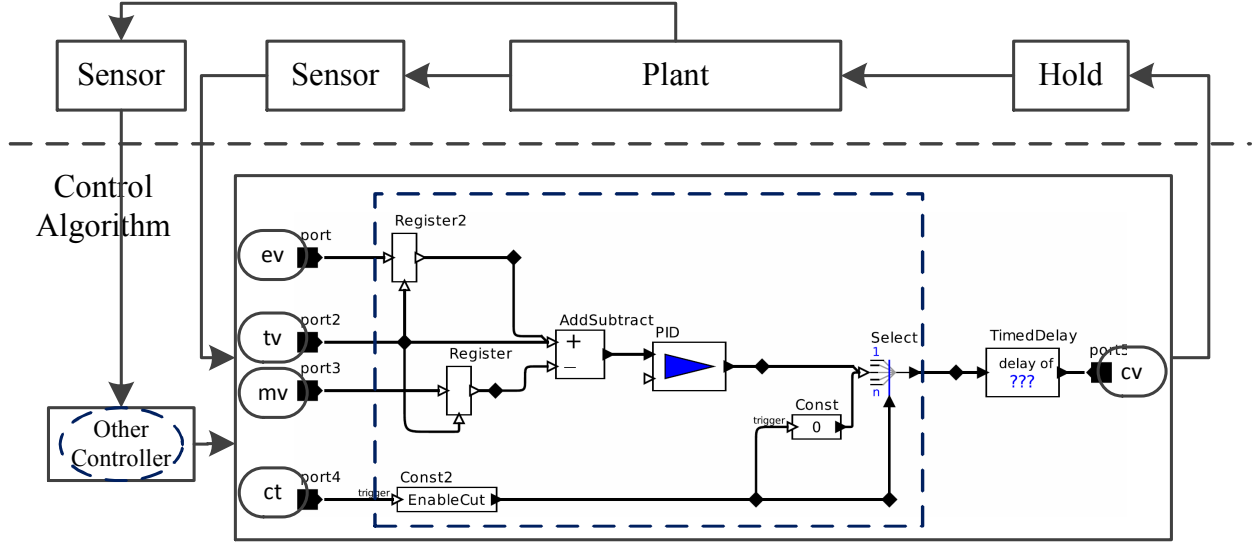 Sensor
Sensor
Plant
Hold
Control
Algorithm
Register2
ev
port
tv
port2
AddSubtract
+
−
PID
Select
1
n
TimedDelay
delay of
???
port5
cv
mv
port3
Register
Const
trigger
0
Other
Controller
ct
port4
trigger
Const2
EnableCut